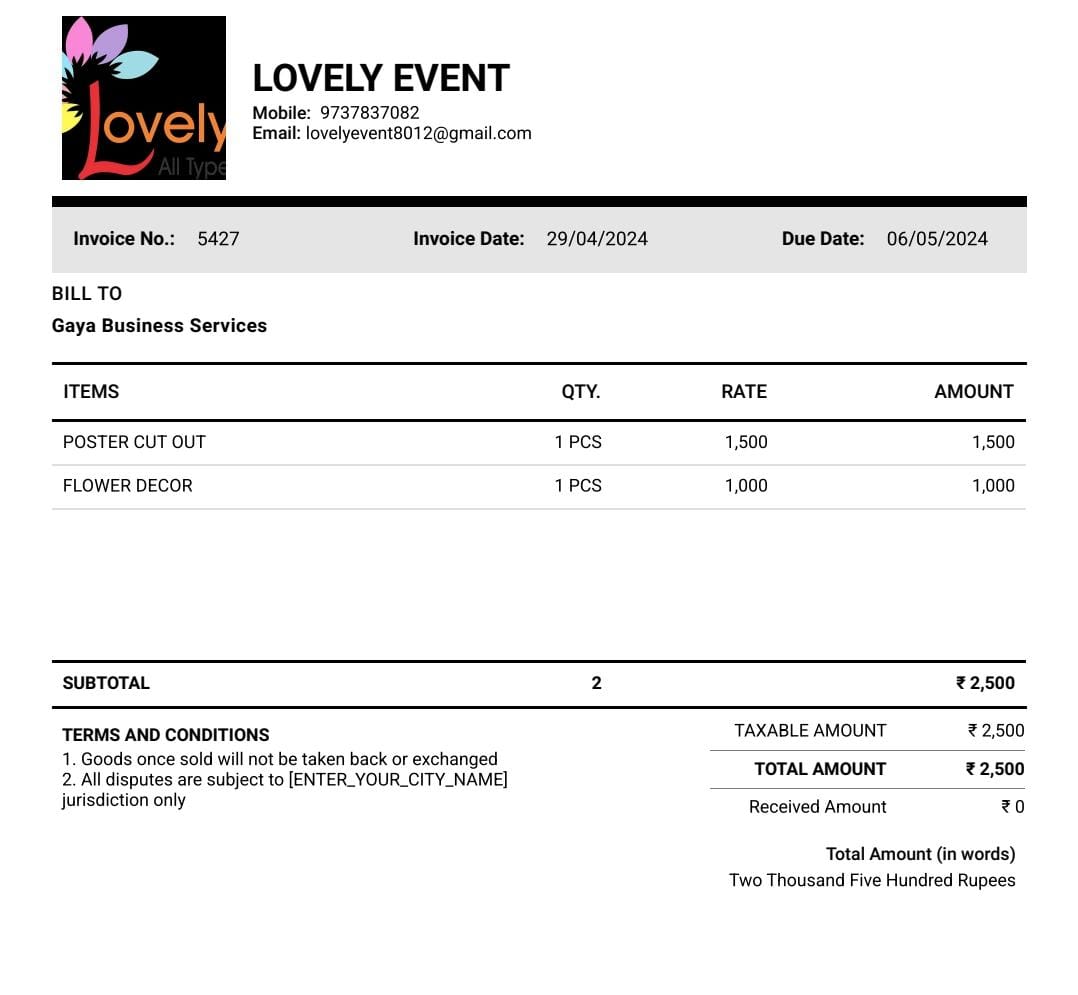 Lovely
All Type
LOVELY EVENT
Mobile: 9737837082
Email: lovelyevent8012@gmail.com
Invoice No.: 5427 Invoice Date: 29/04/2024 Due Date: 06/05/2024
BILL TO
Gaya Business Services
ITEMS QTY. RATE AMOUNT
POSTER CUT OUT 1 PCS 1,500 1,500
FLOWER DECOR 1 PCS 1,000 1,000
SUBTOTAL 2 ₹ 2,500
TERMS AND CONDITIONS
1. Goods once sold will not be taken back or exchanged
2. All disputes are subject to [ENTER_YOUR_CITY_NAME]
jurisdiction only
TAXABLE AMOUNT ₹ 2,500
TOTAL AMOUNT ₹ 2,500
Received Amount ₹ 0
Total Amount (in words)
Two Thousand Five Hundred Rupees